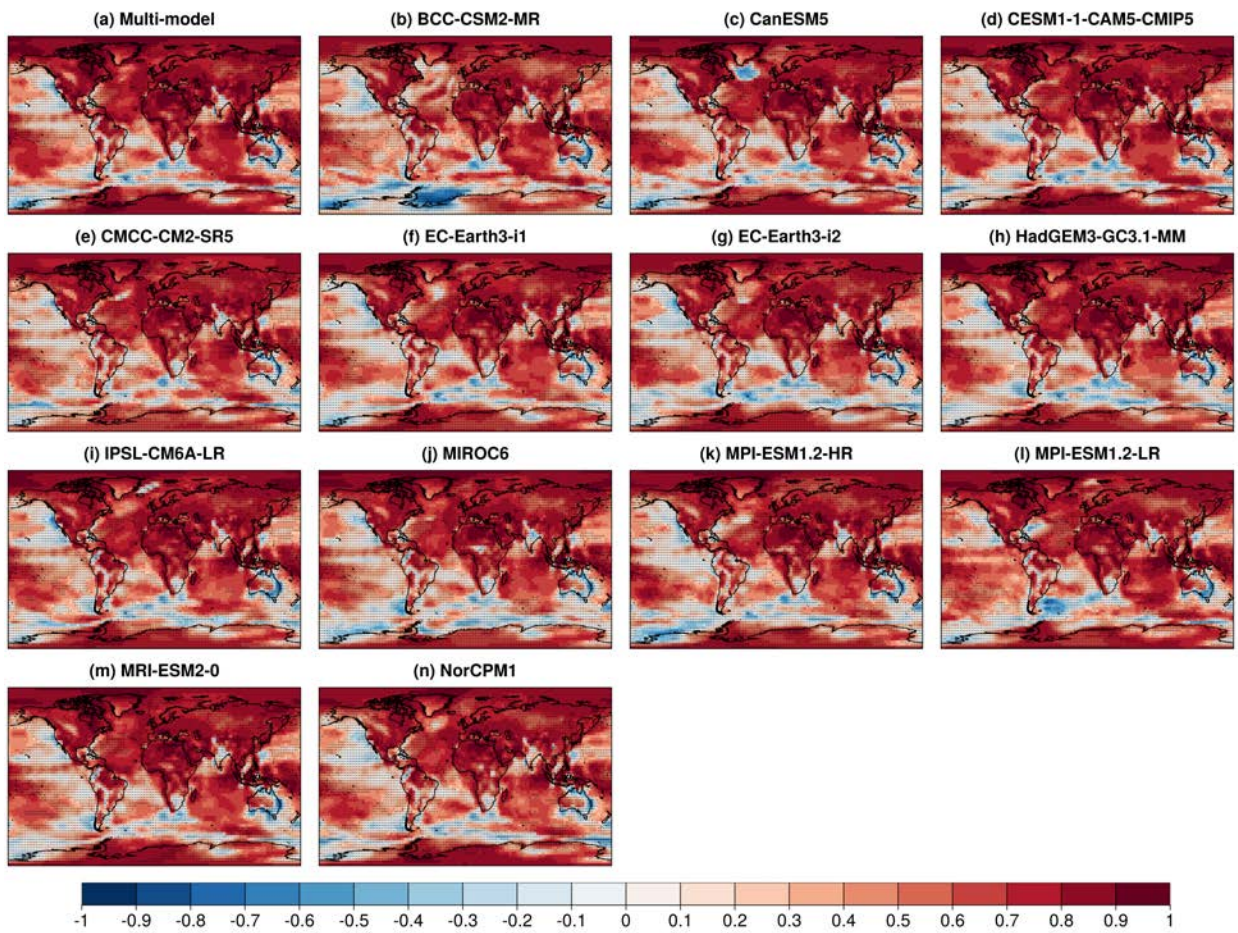 (a) Multi-model
(b) BCC-CSM2-MR
(c) CanESM5
(d) CESM1-1-CAM5-CMIP5
(e) CMCC-CM2-SR5
(f) EC-Earth3-i1
(g) EC-Earth3-i2
(h) HadGEM3-GC3.1-MM
(i) IPSL-CM6A-LR
(j) MIROC6
(k) MPI-ESM1.2-HR
(l) MPI-ESM1.2-LR
(m) MRI-ESM2-0
(n) NorCPM1
-1 -0.9 -0.8 -0.7 -0.6 -0.5 -0.4 -0.3 -0.2 -0.1 0 0.1 0.2 0.3 0.4 0.5 0.6 0.7 0.8 0.9 1